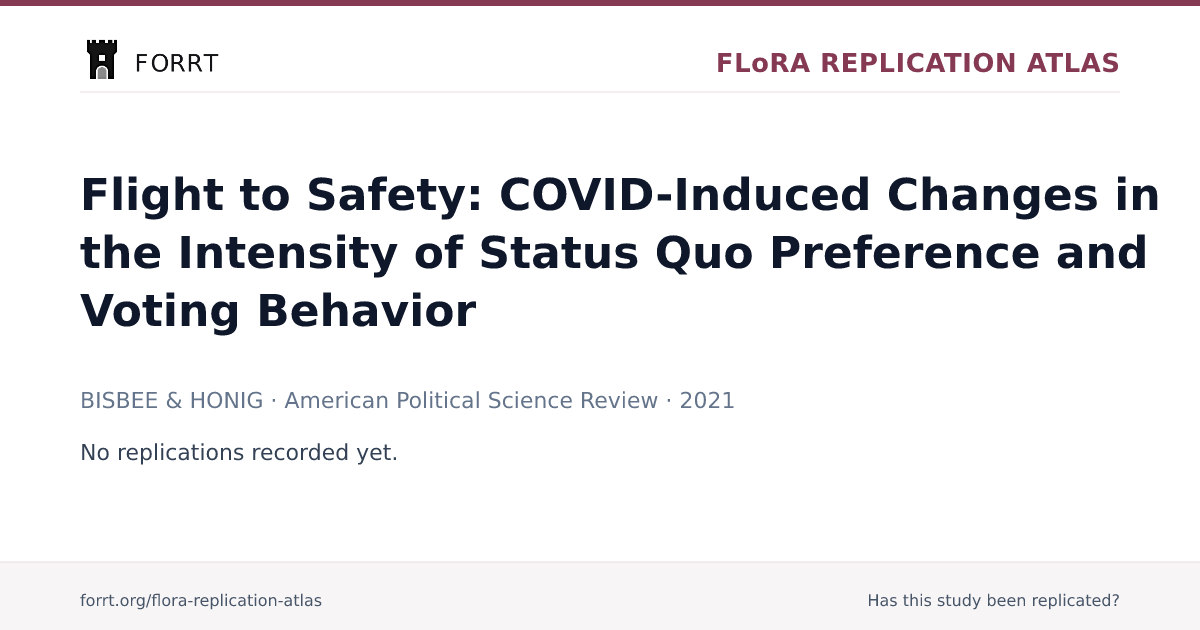 FORRT
FLoRA REPLICATION ATLAS
Flight to Safety: COVID-Induced Changes in
the Intensity of Status Quo Preference and
Voting Behavior
BISBEE & HONIG · American Political Science Review · 2021
No replications recorded yet.
forrt.org/flora-replication-atlas
Has this study been replicated?